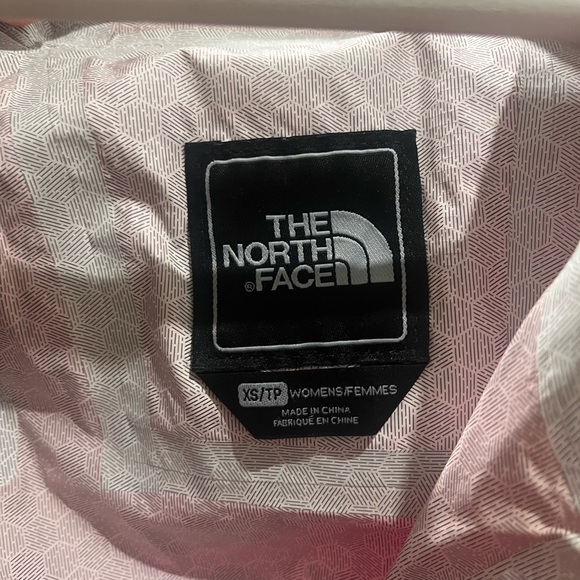 THE
NORTH
FACE
®
XS/TP WOMENS/FEMMES
MADE IN CHINA
FABRIQUÉ EN CHINE